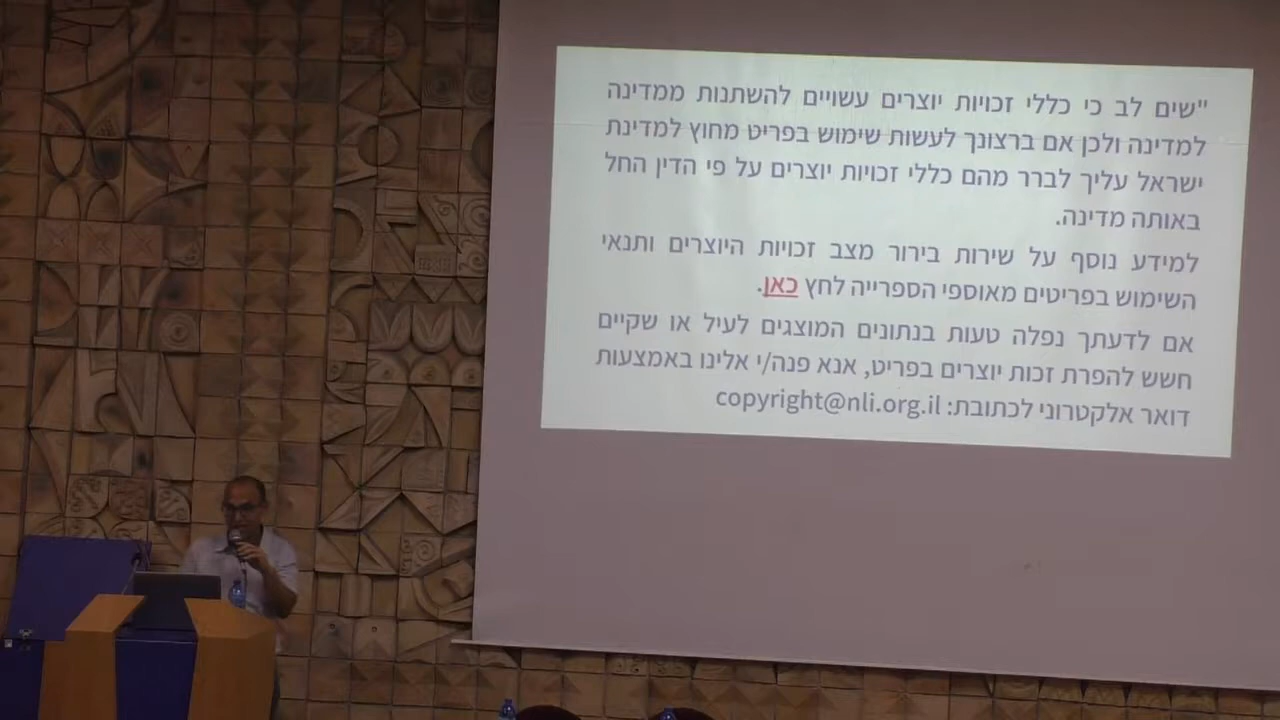 "שים לב כי כללי זכויות יוצרים עשויים להשתנות ממדינה
למדינה ולכן אם ברצונך לעשות שימוש בפריט מחוץ למדינת
ישראל עליך לברר מהם כללי זכויות יוצרים על פי הדין החל
באותה מדינה.
למידע נוסף על שירות בירור מצב זכויות היוצרים ותנאי
השימוש בפריטים מאוספי הספרייה לחץ כאן.
אם לדעתך נפלה טעות בנתונים המוצגים לעיל או שקיים
חשש להפרת זכות יוצרים בפריט, אנא פנה/י אלינו באמצעות
דואר אלקטרוני לכתובת: copyright@nli.org.il